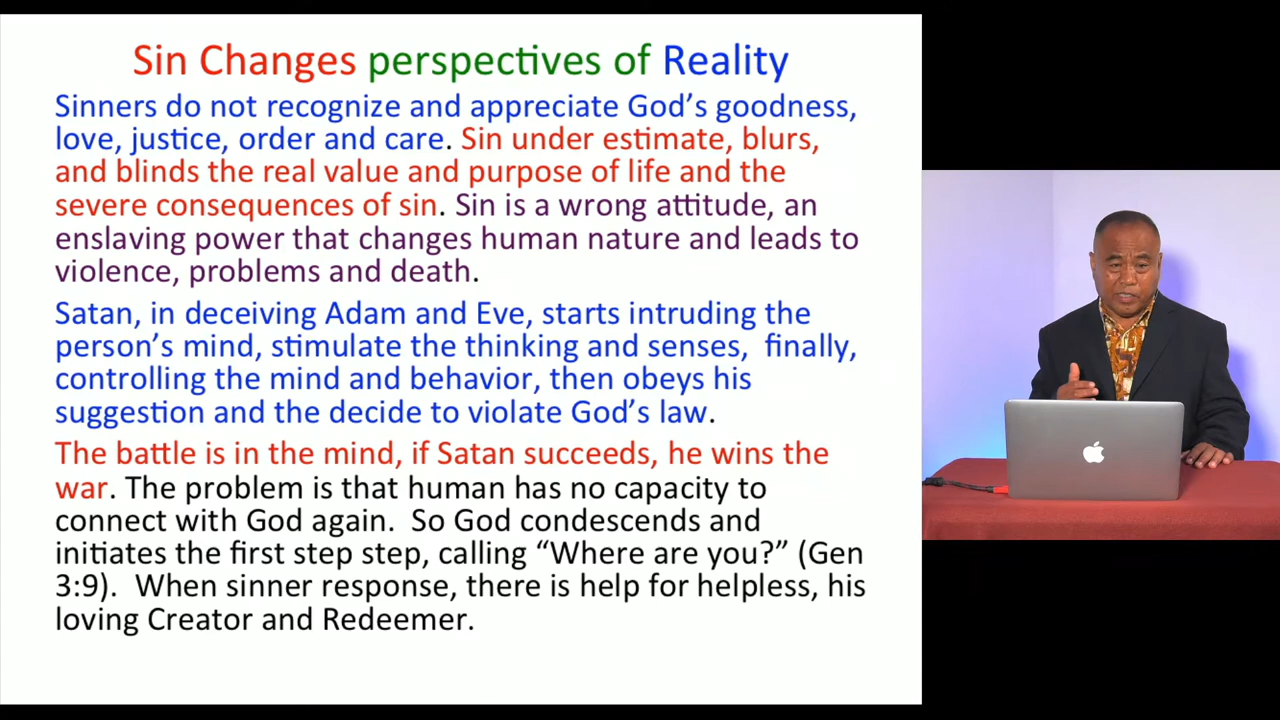 Sin Changes perspectives of Reality
Sinners do not recognize and appreciate God’s goodness,
love, justice, order and care. Sin under estimate, blurs,
and blinds the real value and purpose of life and the
severe consequences of sin. Sin is a wrong attitude, an
enslaving power that changes human nature and leads to
violence, problems and death.
Satan, in deceiving Adam and Eve, starts intruding the
person’s mind, stimulate the thinking and senses,  finally,
controlling the mind and behavior, then obeys his
suggestion and the decide to violate God’s law.
The battle is in the mind, if Satan succeeds, he wins the
war. The problem is that human has no capacity to
connect with God again.  So God condescends and
initiates the first step step, calling “Where are you?” (Gen
3:9).  When sinner response, there is help for helpless, his
loving Creator and Redeemer.